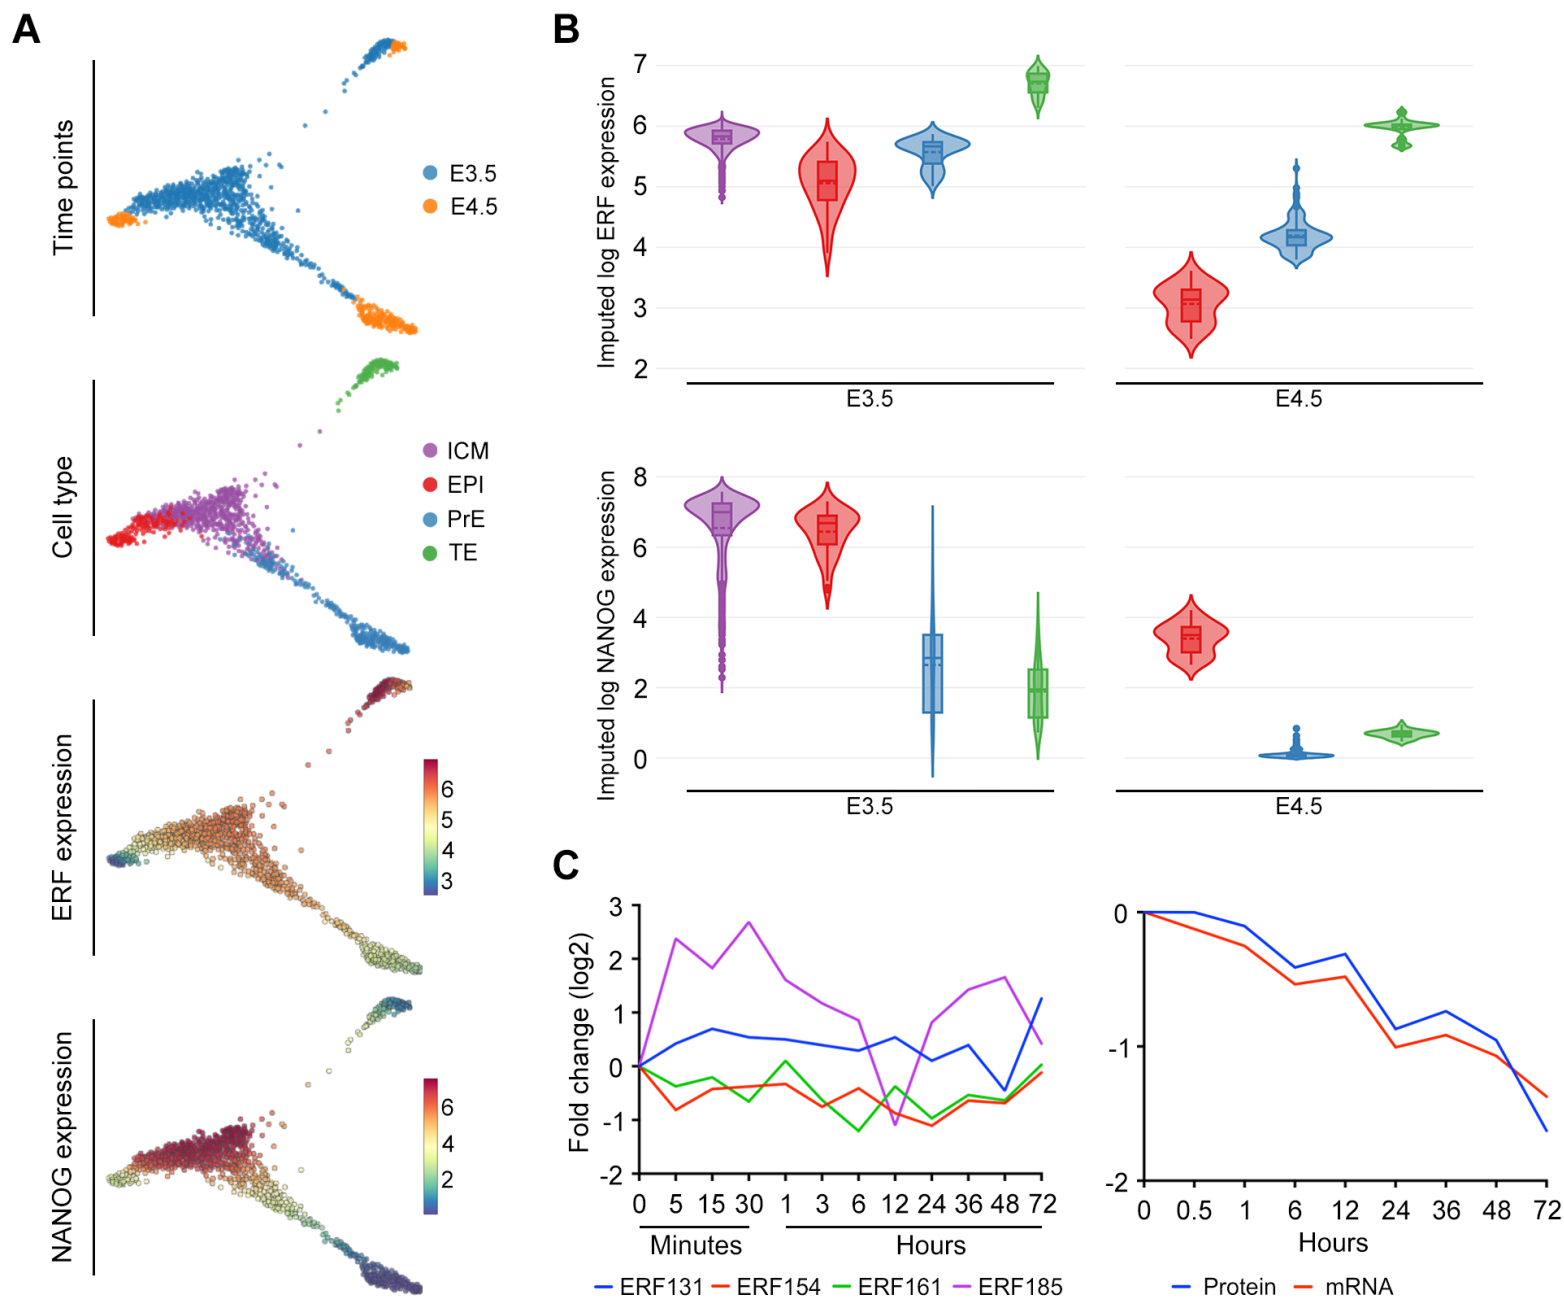 A
Time points
E3.5
E4.5
Cell type
ICM
EPI
PrE
TE
ERF expression
6
5
4
3
NANOG expression
6
4
2
B
Imputed log ERF expression
7
6
5
4
3
2
E3.5
E4.5
Imputed log NANOG expression
8
6
4
2
0
E3.5
E4.5
C
Fold change (log2)
3
2
1
0
-1
-2
0 5 15 30 1 3 6 12 24 36 48 72
Minutes Hours
ERF131 ERF154 ERF161 ERF185
0
-1
-2
0 0.5 1 6 12 24 36 48 72
Hours
Protein mRNA